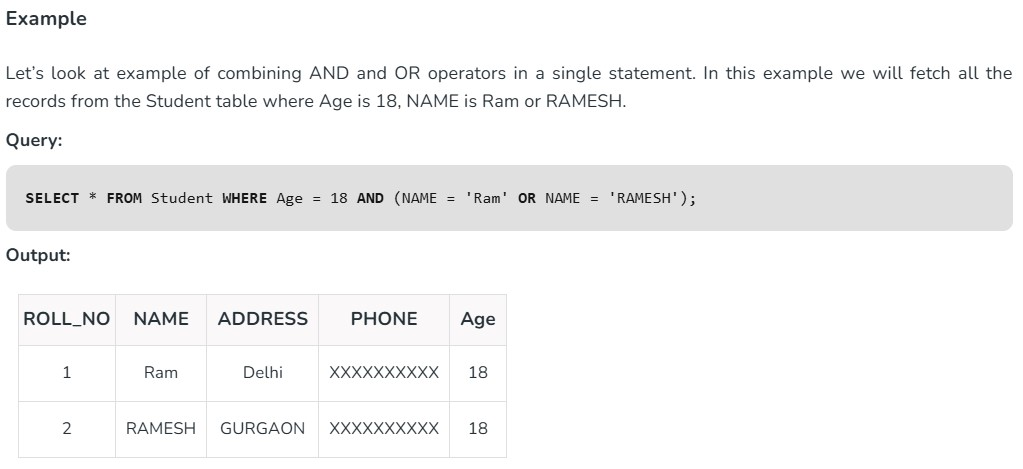 Example
Let’s look at example of combining AND and OR operators in a single statement. In this example we will fetch all the
records from the Student table where Age is 18, NAME is Ram or RAMESH.
Query:
SELECT * FROM Student WHERE Age = 18 AND (NAME = 'Ram' OR NAME = 'RAMESH');
Output:
ROLL_NO NAME ADDRESS PHONE Age
1 Ram Delhi XXXXXXXXXX 18
2 RAMESH GURGAON XXXXXXXXXX 18